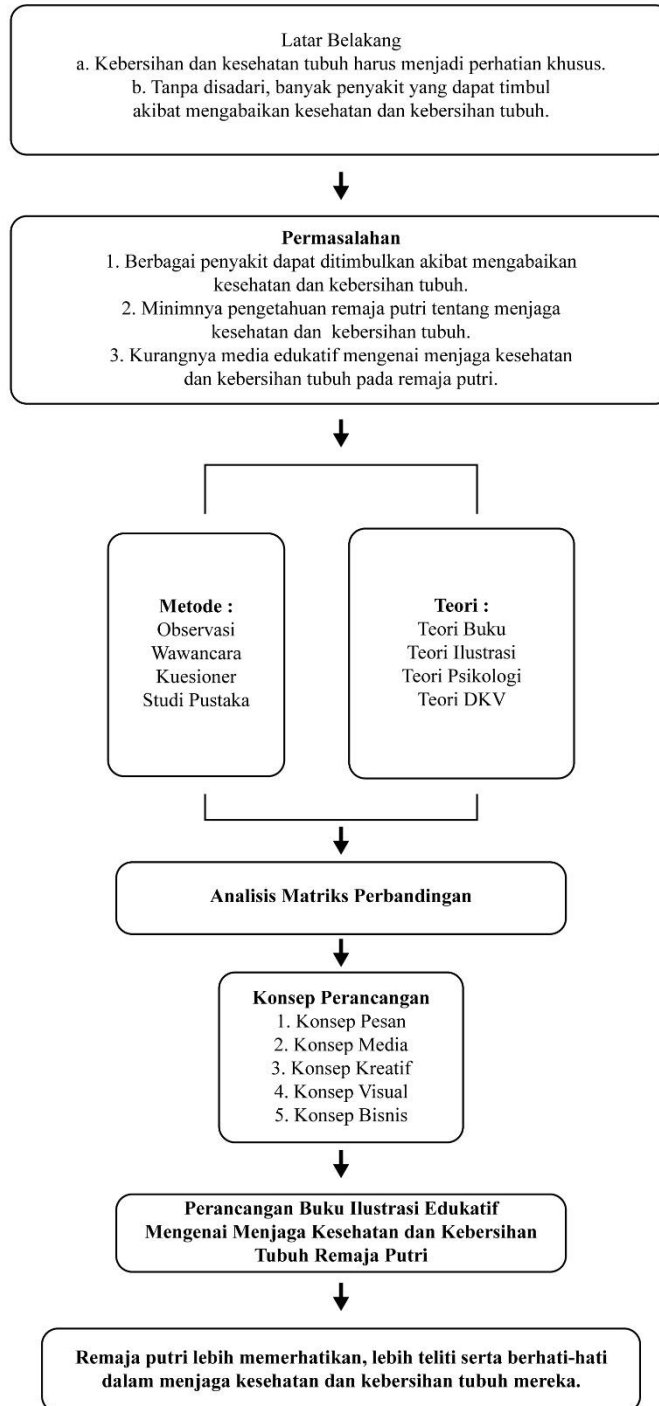 Latar Belakang
a. Kebersihan dan kesehatan tubuh harus menjadi perhatian khusus.
b. Tanpa disadari, banyak penyakit yang dapat timbul
akibat mengabaikan kesehatan dan kebersihan tubuh.
Permasalahan
1. Berbagai penyakit dapat ditimbulkan akibat mengabaikan
kesehatan dan kebersihan tubuh.
2. Minimnya pengetahuan remaja putri tentang menjaga
kesehatan dan kebersihan tubuh.
3. Kurangnya media edukatif mengenai menjaga kesehatan
dan kebersihan tubuh pada remaja putri.
Metode :
Observasi
Wawancara
Kuesioner
Studi Pustaka
Teori :
Teori Buku
Teori Ilustrasi
Teori Psikologi
Teori DKV
Analisis Matriks Perbandingan
Konsep Perancangan
1. Konsep Pesan
2. Konsep Media
3. Konsep Kreatif
4. Konsep Visual
5. Konsep Bisnis
Perancangan Buku Ilustrasi Edukatif
Mengenai Menjaga Kesehatan dan Kebersihan
Tubuh Remaja Putri
Remaja putri lebih memerhatikan, lebih teliti serta berhati-hati
dalam menjaga kesehatan dan kebersihan tubuh mereka.